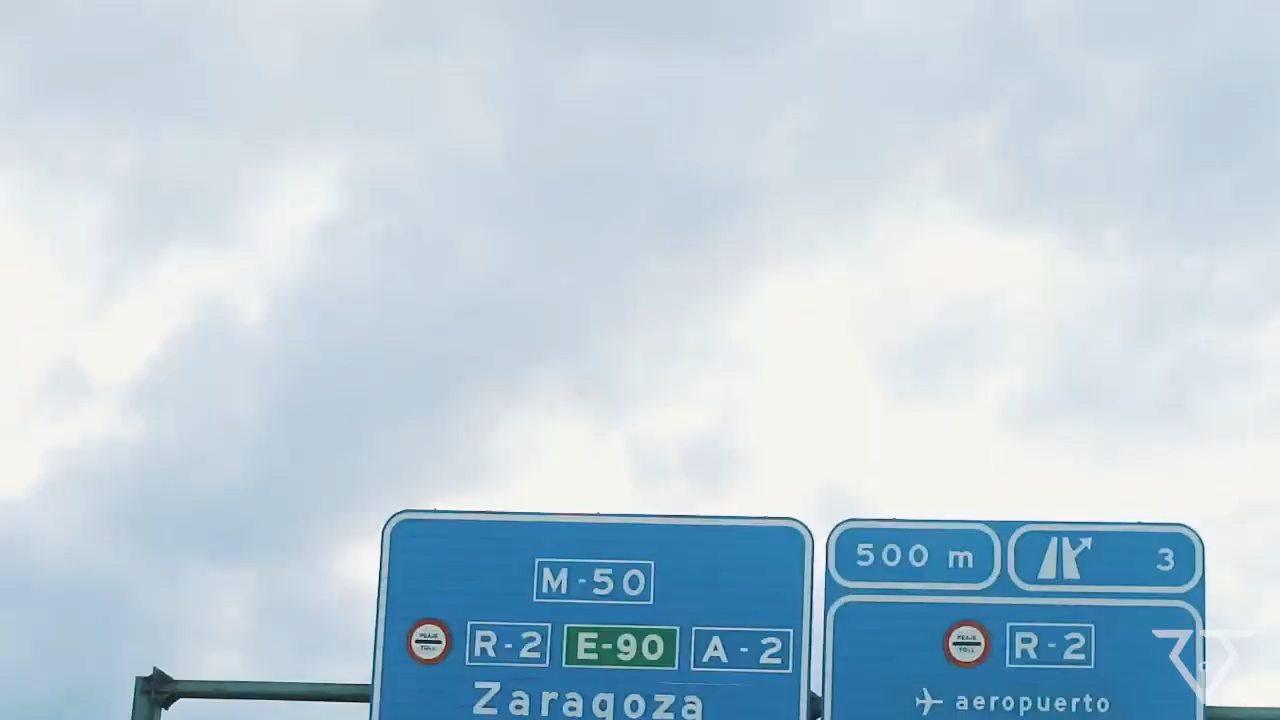 M-50
PEAJE
TOLL
R-2 E-90 A-2
Zaragoza
500 m
3
PEAJE
TOLL
R-2
aeropuerto